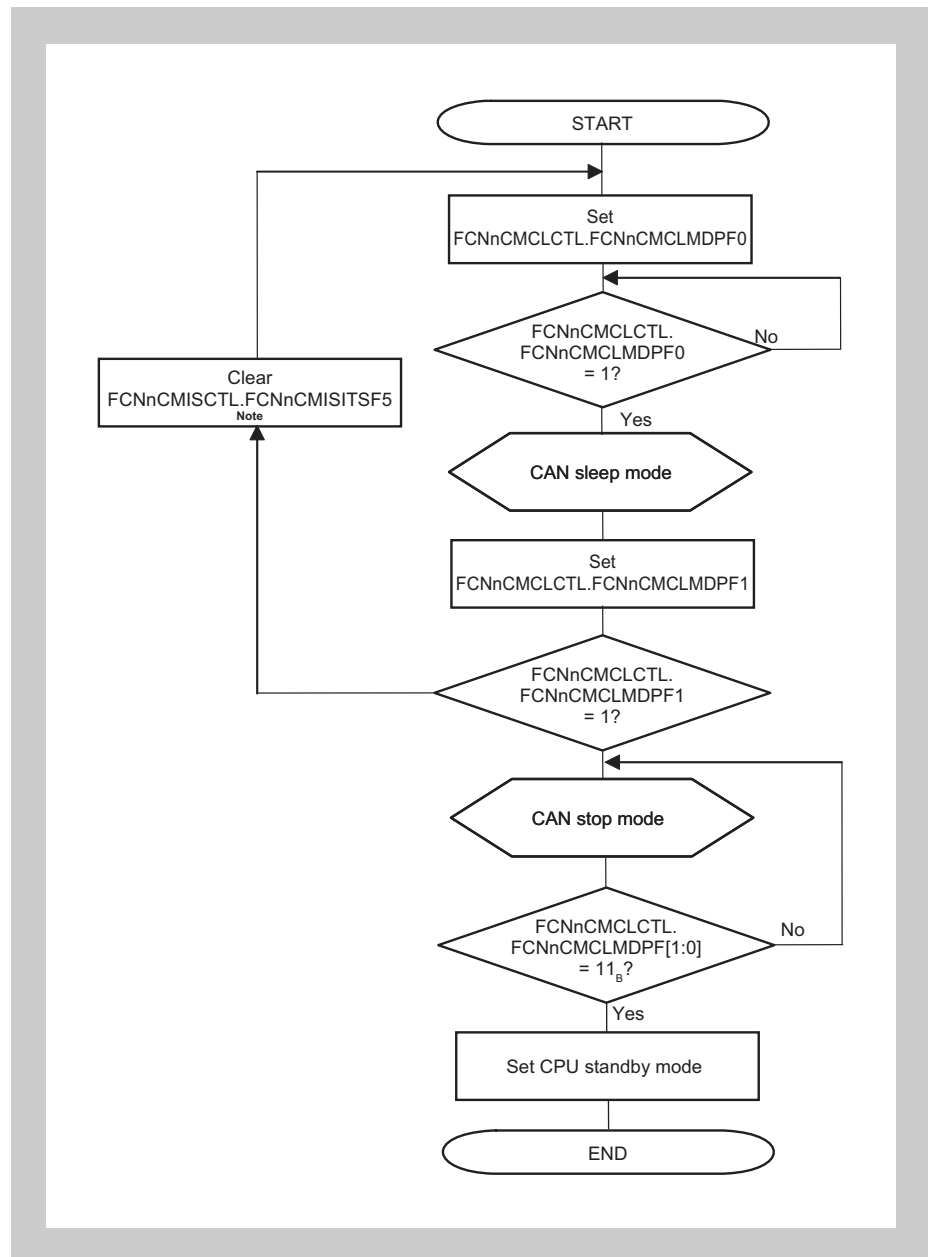 START
Set
FCNnCMCLCTL.FCNnCMCLMDPF0
FCNnCMCLCTL.
FCNnCMCLMDPF0
= 1?
No
Clear
FCNnCMISCTL.FCNnCMISITSF5
Note
Yes
CAN sleep mode
Set
FCNnCMCLCTL.FCNnCMCLMDPF1
FCNnCMCLCTL.
FCNnCMCLMDPF1
= 1?
CAN stop mode
FCNnCMCLCTL.
FCNnCMCLMDPF[1:0]
= 11B?
No
Yes
Set CPU standby mode
END